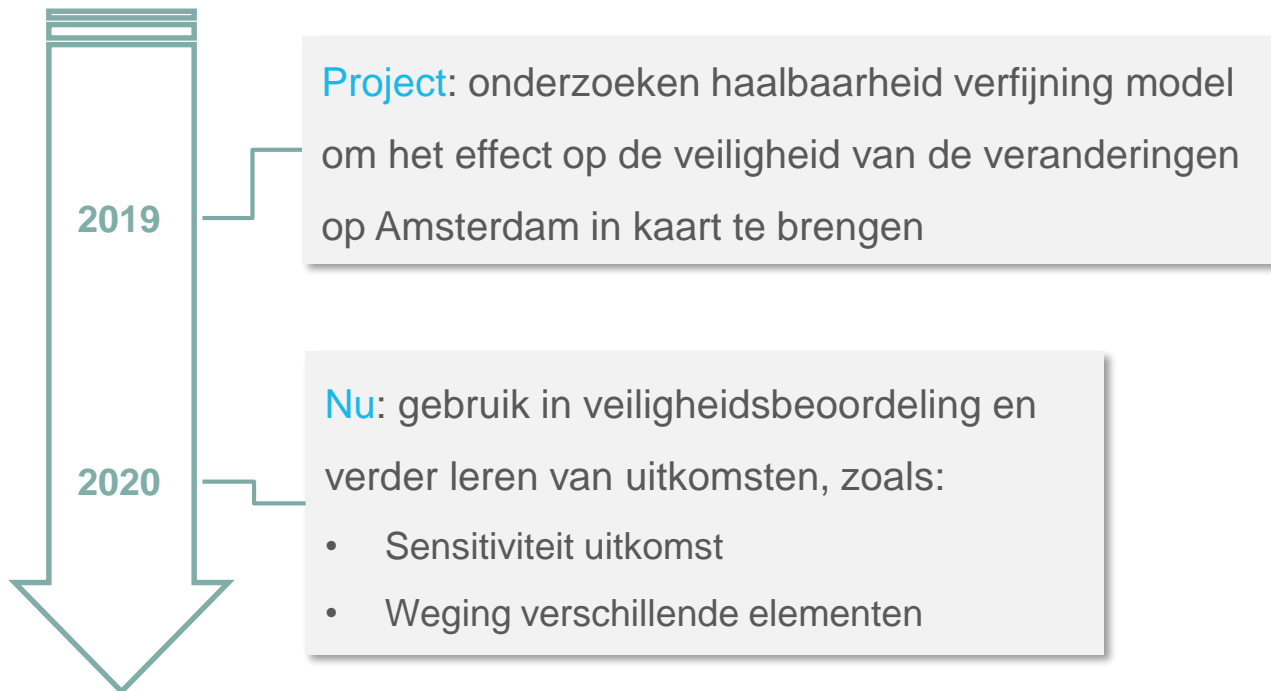 2019
Project: onderzoeken haalbaarheid verfijning model
om het effect op de veiligheid van de veranderingen
op Amsterdam in kaart te brengen
2020
Nu: gebruik in veiligheidsbeoordeling en
verder leren van uitkomsten, zoals:
• Sensitiviteit uitkomst
• Weging verschillende elementen